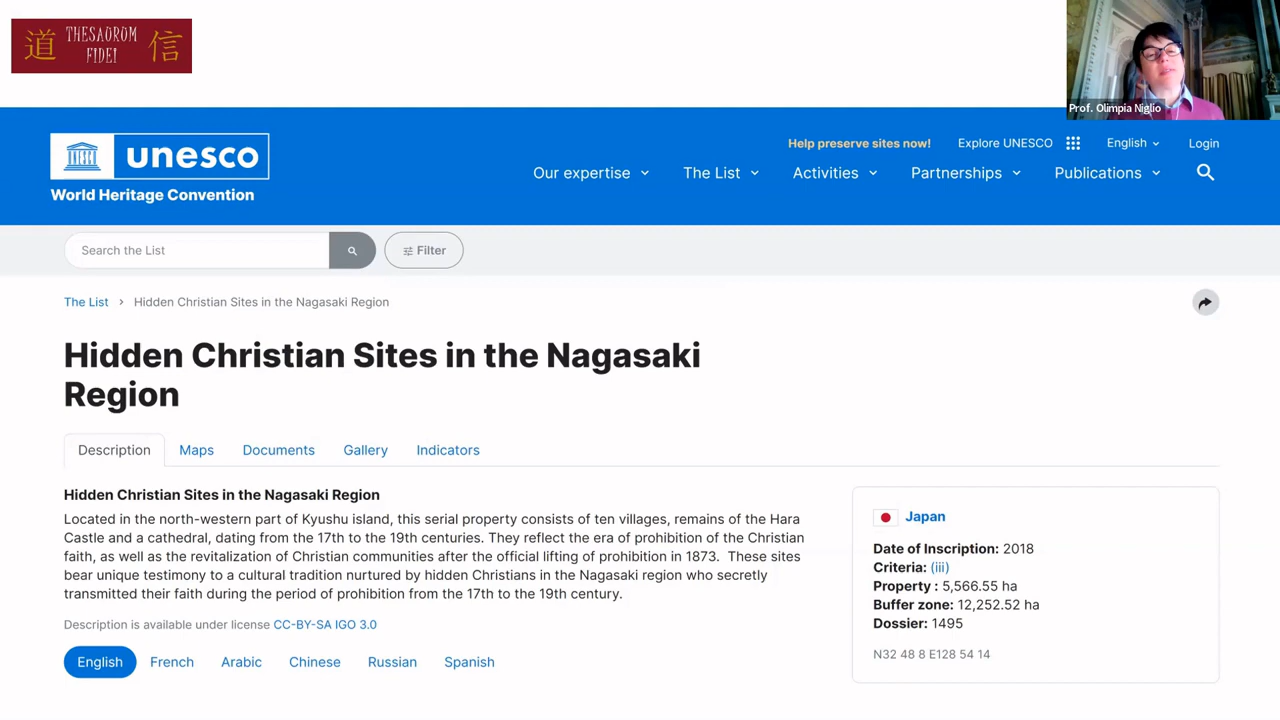 道 THESAURUM FIDEI 信
Prof. Olimpia Niglio
UNESCO
unesco
World Heritage Convention
Help preserve sites now!
Explore UNESCO
English
Login
Our expertise
The List
Activities
Partnerships
Publications
Search the List
Filter
The List > Hidden Christian Sites in the Nagasaki Region
Hidden Christian Sites in the Nagasaki
Region
Description
Maps
Documents
Gallery
Indicators
Hidden Christian Sites in the Nagasaki Region
Located in the north-western part of Kyushu island, this serial property consists of ten villages, remains of the Hara
Castle and a cathedral, dating from the 17th to the 19th centuries. They reflect the era of prohibition of the Christian
faith, as well as the revitalization of Christian communities after the official lifting of prohibition in 1873.  These sites
bear unique testimony to a cultural tradition nurtured by hidden Christians in the Nagasaki region who secretly
transmitted their faith during the period of prohibition from the 17th to the 19th century.
Description is available under license CC-BY-SA IGO 3.0
English
French
Arabic
Chinese
Russian
Spanish
Japan
Date of Inscription: 2018
Criteria: (iii)
Property : 5,566.55 ha
Buffer zone: 12,252.52 ha
Dossier: 1495
N32 48 8 E128 54 14